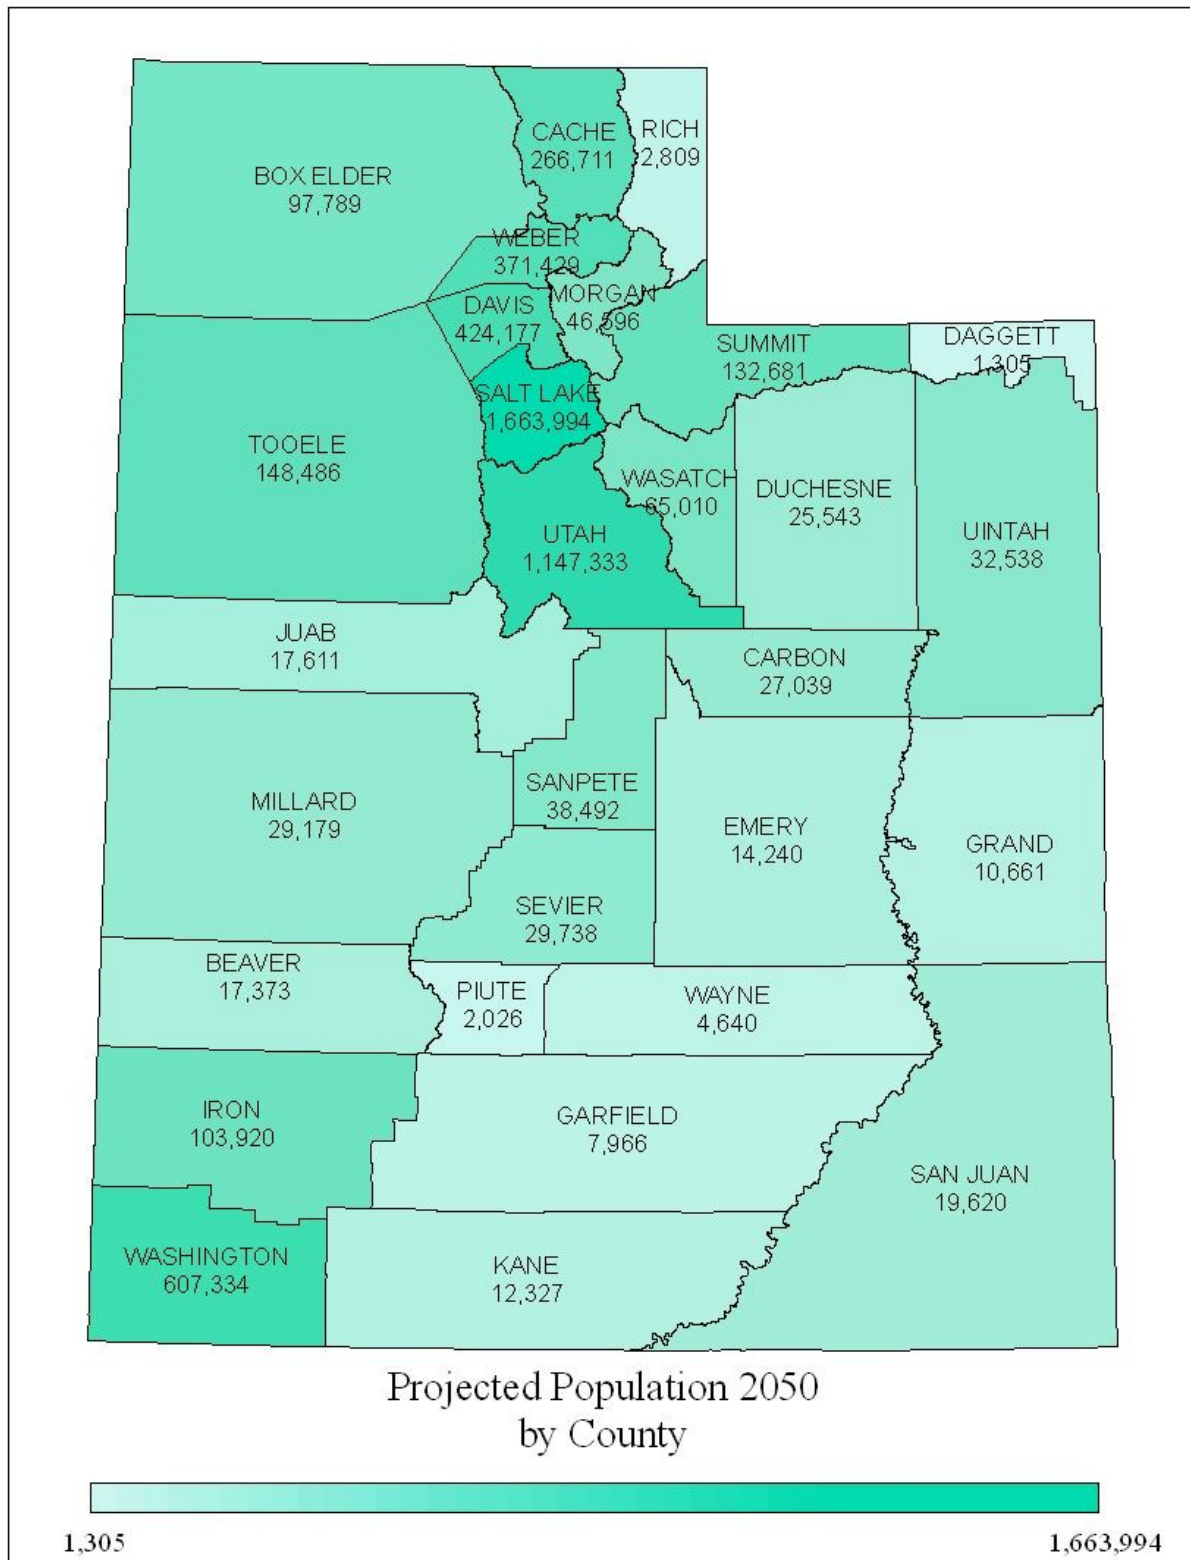 CACHE
266,711
RICH
2,809
BOX ELDER
97,789
WEBER
371,429
MORGAN
46,596
DAVIS
424,177
SUMMIT
132,681
DAGGETT
1,305
SALT LAKE
1,663,994
TOOELE
148,486
WASATCH
65,010
DUCHESNE
25,543
UINTAH
32,538
UTAH
1,147,333
JUAB
17,611
CARBON
27,039
MILLARD
29,179
SANPETE
38,492
EMERY
14,240
GRAND
10,661
SEVIER
29,738
BEAVER
17,373
PIUTE
2,026
WAYNE
4,640
IRON
103,920
GARFIELD
7,966
SAN JUAN
19,620
WASHINGTON
607,334
KANE
12,327
Projected Population 2050
by County
1,305
1,663,994